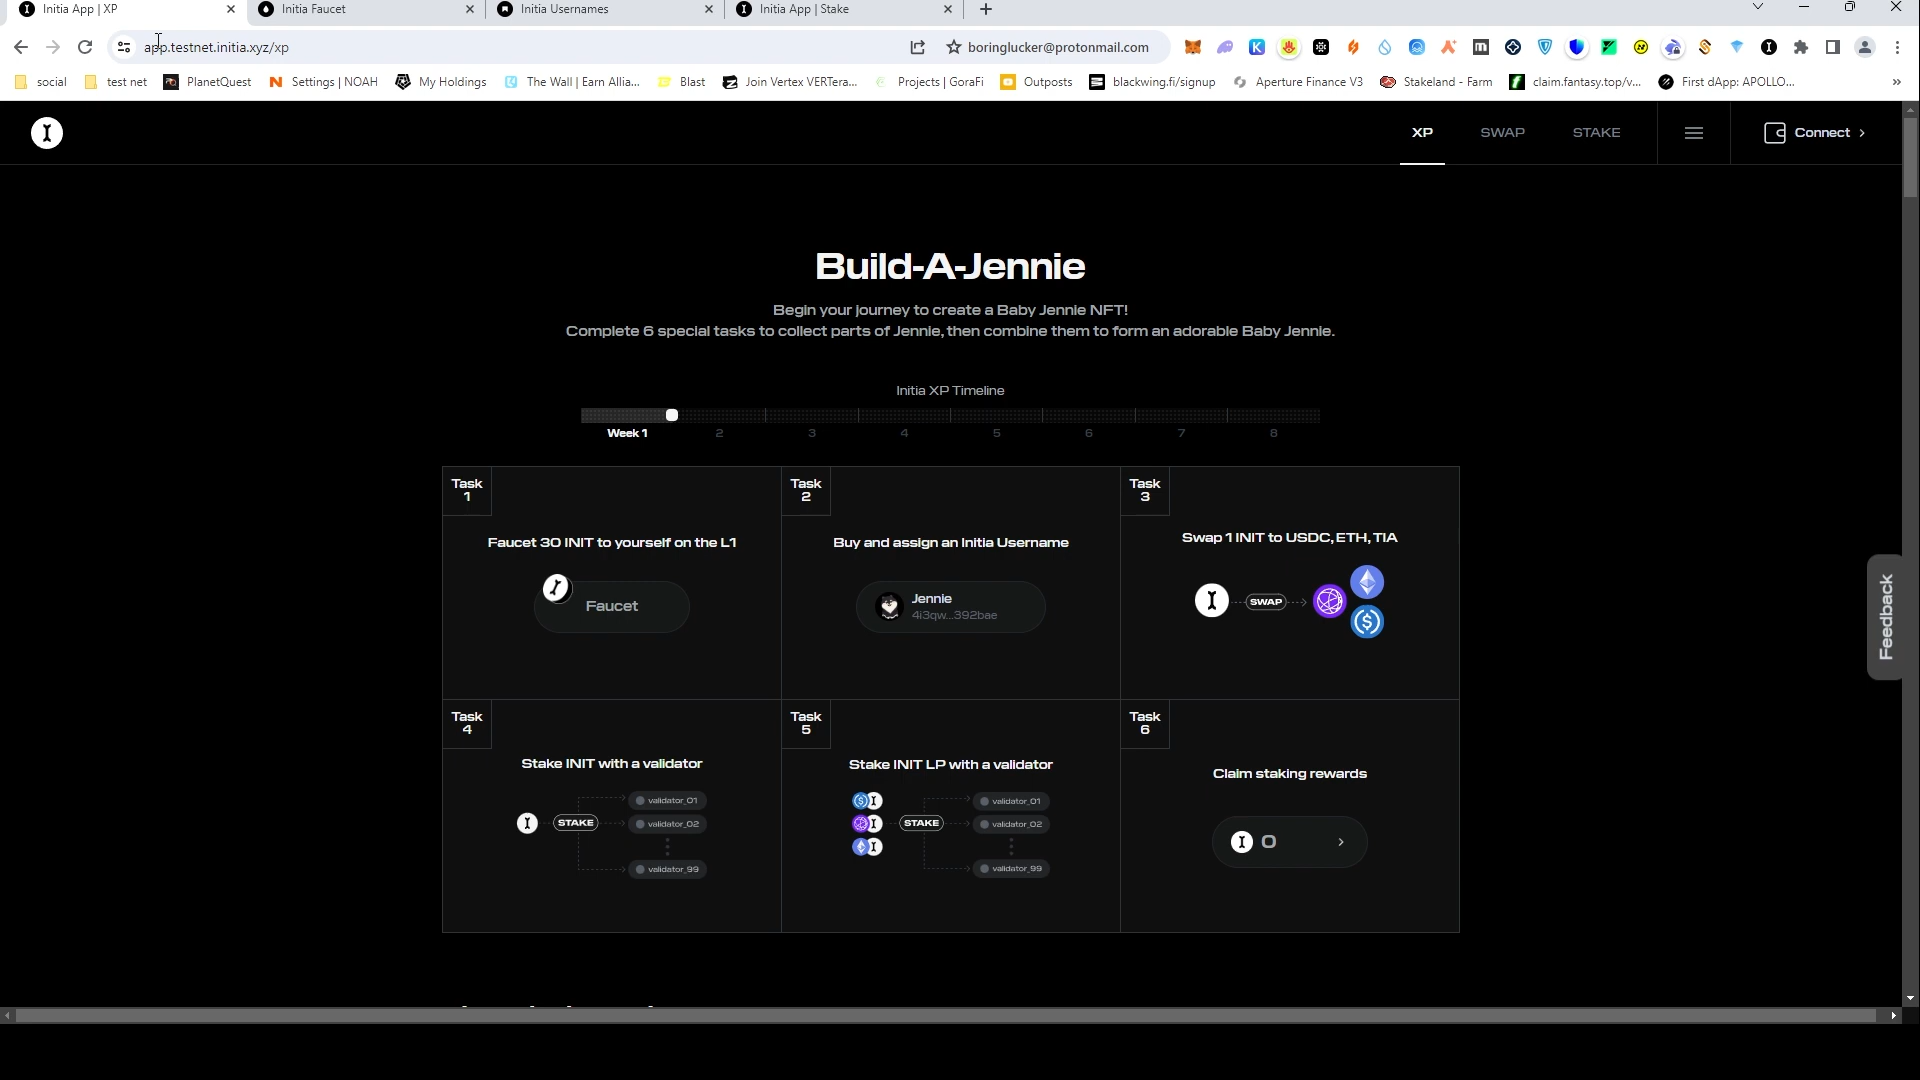 Initia App | XP
Initia Faucet
Initia Usernames
Initia App | Stake
app.testnet.initia.xyz/xp
boringlucker@protonmail.com
social
test net
PlanetQuest
Settings | NOAH
My Holdings
The Wall | Earn Allia...
Blast
Join Vertex VERTera...
Projects | GoraFi
Outposts
blackwing.fi/signup
Aperture Finance V3
Stakeland - Farm
claim.fantasy.top/v...
First dApp: APOLLO...
XP
SWAP
STAKE
Connect
Build-A-Jennie
Begin your journey to create a Baby Jennie NFT!
Complete 6 special tasks to collect parts of Jennie, then combine them to form an adorable Baby Jennie.
Initia XP Timeline
Week 1 2 3 4 5 6 7 8
Task
1
Faucet 30 INIT to yourself on the L1
Faucet
Task
2
Buy and assign an Initia Username
Jennie
4i3qw...392bae
Task
3
Swap 1 INIT to USDC, ETH, TIA
SWAP
Task
4
Stake INIT with a validator
STAKE
validator_01
validator_02
validator_99
Task
5
Stake INIT LP with a validator
STAKE
validator_01
validator_02
validator_99
Task
6
Claim staking rewards
0
Feedback